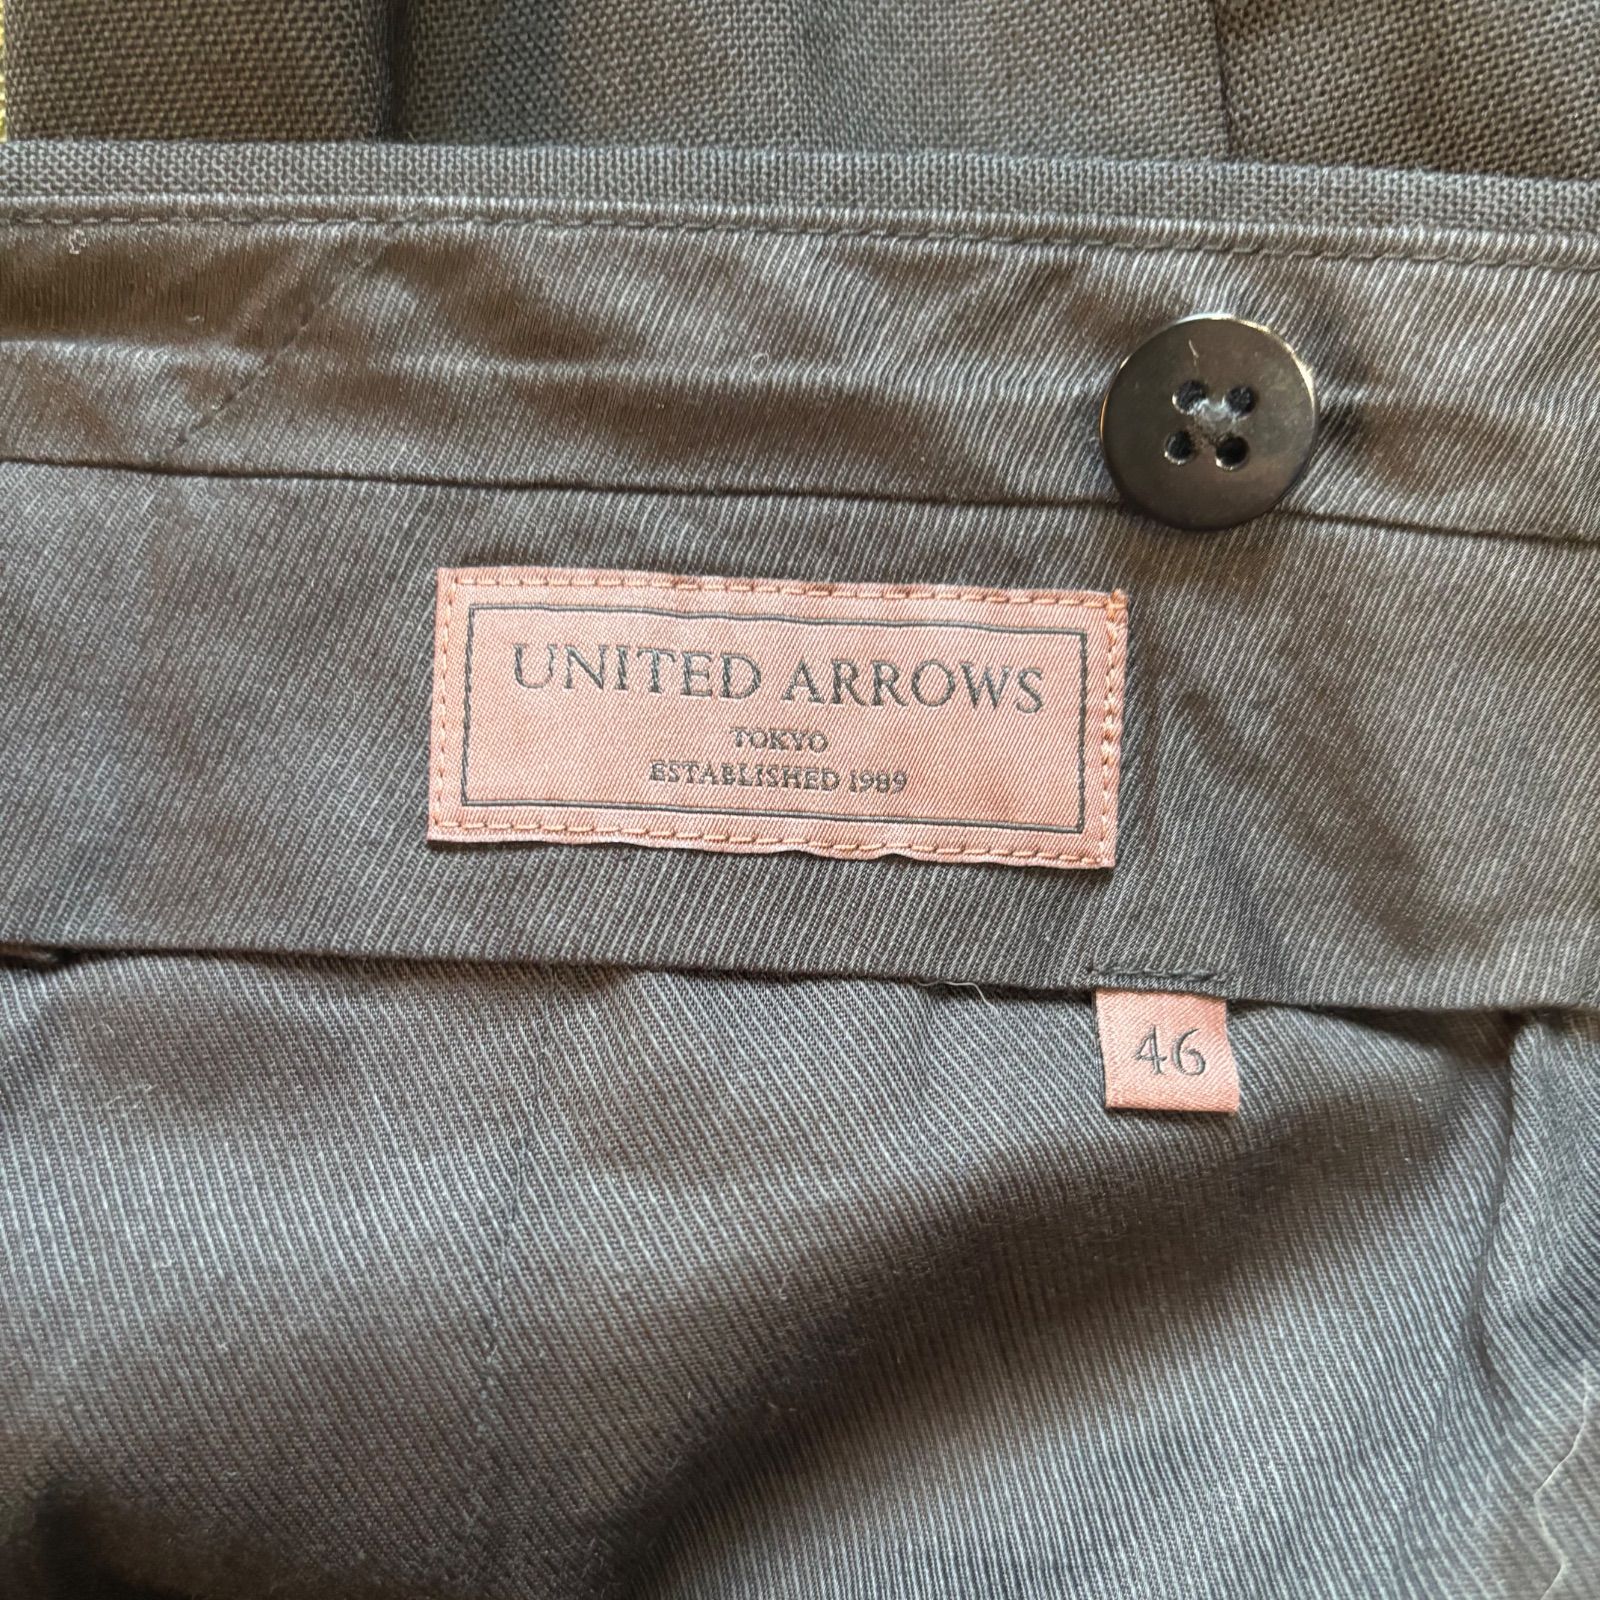 UNITED ARROWS
TOKYO
ESTABLISHED 1989
46